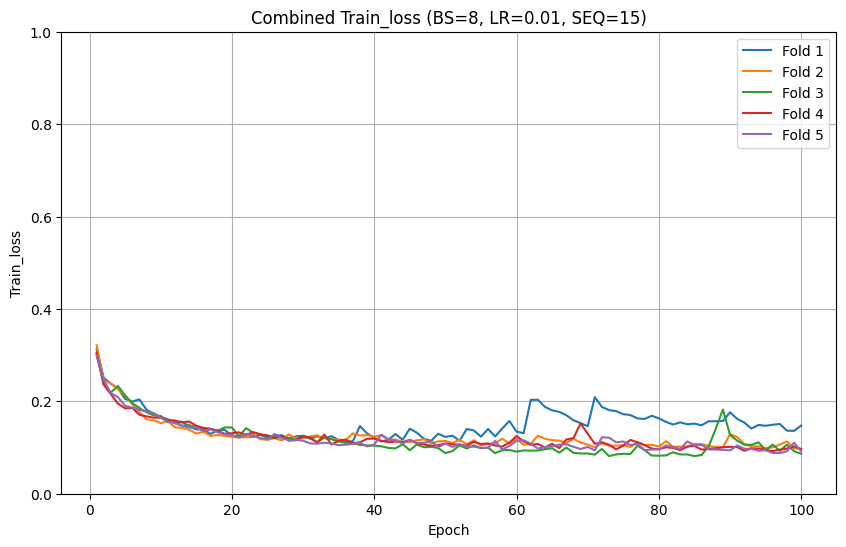 Combined Train_loss (BS=8, LR=0.01, SEQ=15)
1.0
0.8
0.6
0.4
0.2
0.0
Train_loss
0
20
40
60
80
100
Epoch
Fold 1
Fold 2
Fold 3
Fold 4
Fold 5